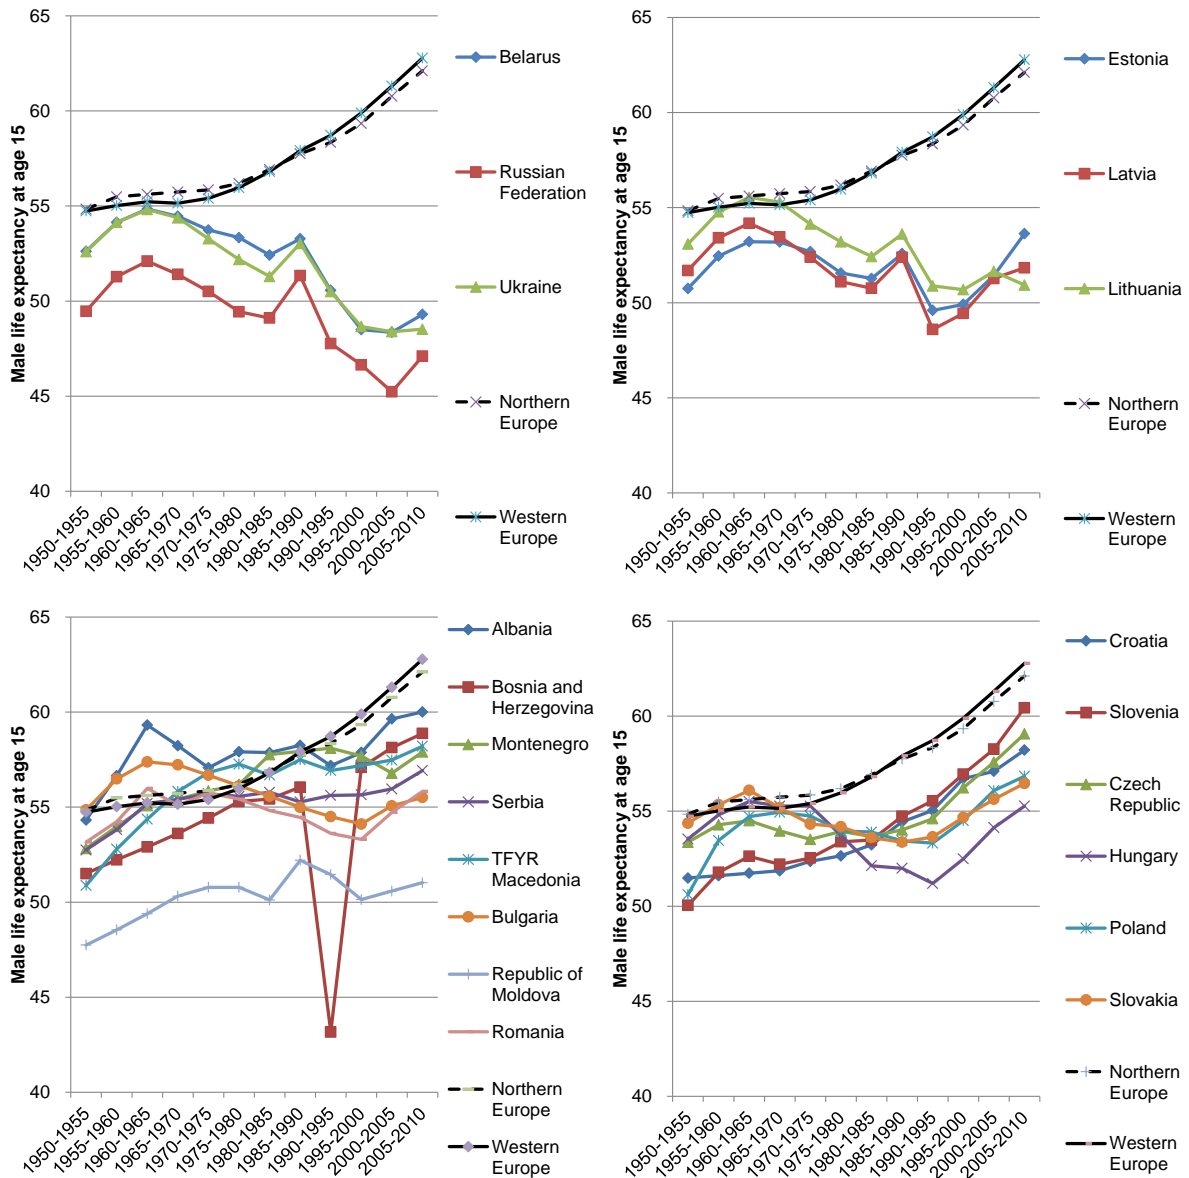 Male life expectancy at age 15
65
60
55
50
45
40
1950-1955
1955-1960
1960-1965
1965-1970
1970-1975
1975-1980
1980-1985
1985-1990
1990-1995
1995-2000
2000-2005
2005-2010
Belarus
Russian
Federation
Ukraine
Northern
Europe
Western
Europe
Male life expectancy at age 15
65
60
55
50
45
40
1950-1955
1955-1960
1960-1965
1965-1970
1970-1975
1975-1980
1980-1985
1985-1990
1990-1995
1995-2000
2000-2005
2005-2010
Estonia
Latvia
Lithuania
Northern
Europe
Western
Europe
Male life expectancy at age 15
65
60
55
50
45
40
1950-1955
1955-1960
1960-1965
1965-1970
1970-1975
1975-1980
1980-1985
1985-1990
1990-1995
1995-2000
2000-2005
2005-2010
Albania
Bosnia and
Herzegovina
Montenegro
Serbia
TFYR
Macedonia
Bulgaria
Republic of
Moldova
Romania
Northern
Europe
Western
Europe
Male life expectancy at age 15
65
60
55
50
45
40
1950-1955
1955-1960
1960-1965
1965-1970
1970-1975
1975-1980
1980-1985
1985-1990
1990-1995
1995-2000
2000-2005
2005-2010
Croatia
Slovenia
Czech
Republic
Hungary
Poland
Slovakia
Northern
Europe
Western
Europe